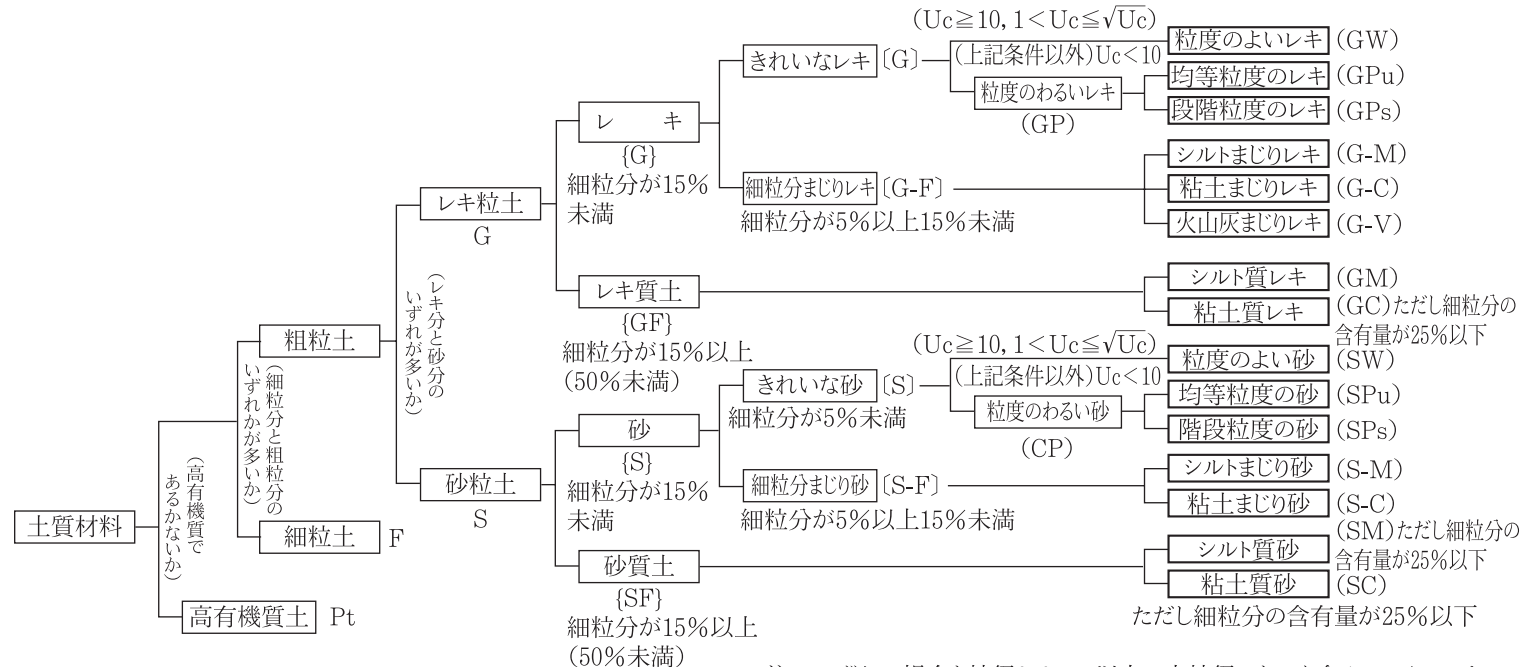 土質材料
(高有機質で
あるかないか)
高有機質土 Pt
粗粒土
(細粒分と粗粒分の
いずれかが多いか)
細粒土 F
レキ粒土
G
(レキ分と砂分の
いずれが多いか)
砂粒土
S
レ キ
{G}
細粒分が15%
未満
レキ質土
{GF}
細粒分が15%以上
(50%未満)
砂
{S}
細粒分が15%
未満
砂質土
{SF}
細粒分が15%以上
(50%未満)
きれいなレキ〔G〕
(Uc≧10, 1<Uc≦√Uc)
(上記条件以外)Uc<10
粒度のわるいレキ
(GP)
粒度のよいレキ (GW)
均等粒度のレキ (GPu)
段階粒度のレキ (GPs)
細粒分まじりレキ〔G-F〕
細粒分が5%以上15%未満
シルトまじりレキ (G-M)
粘土まじりレキ (G-C)
火山灰まじりレキ (G-V)
シルト質レキ (GM)
粘土質レキ (GC)ただし細粒分の
含有量が25%以下
きれいな砂〔S〕
細粒分が5%未満
(Uc≧10, 1<Uc≦√Uc)
(上記条件以外)Uc<10
粒度のわるい砂
(CP)
粒度のよい砂 (SW)
均等粒度の砂 (SPu)
階段粒度の砂 (SPs)
細粒分まじり砂〔S-F〕
細粒分が5%以上15%未満
シルトまじり砂 (S-M)
粘土まじり砂 (S-C)
シルト質砂 (SM)ただし細粒分の
含有量が25%以下
粘土質砂 (SC)
ただし細粒分の含有量が25%以下